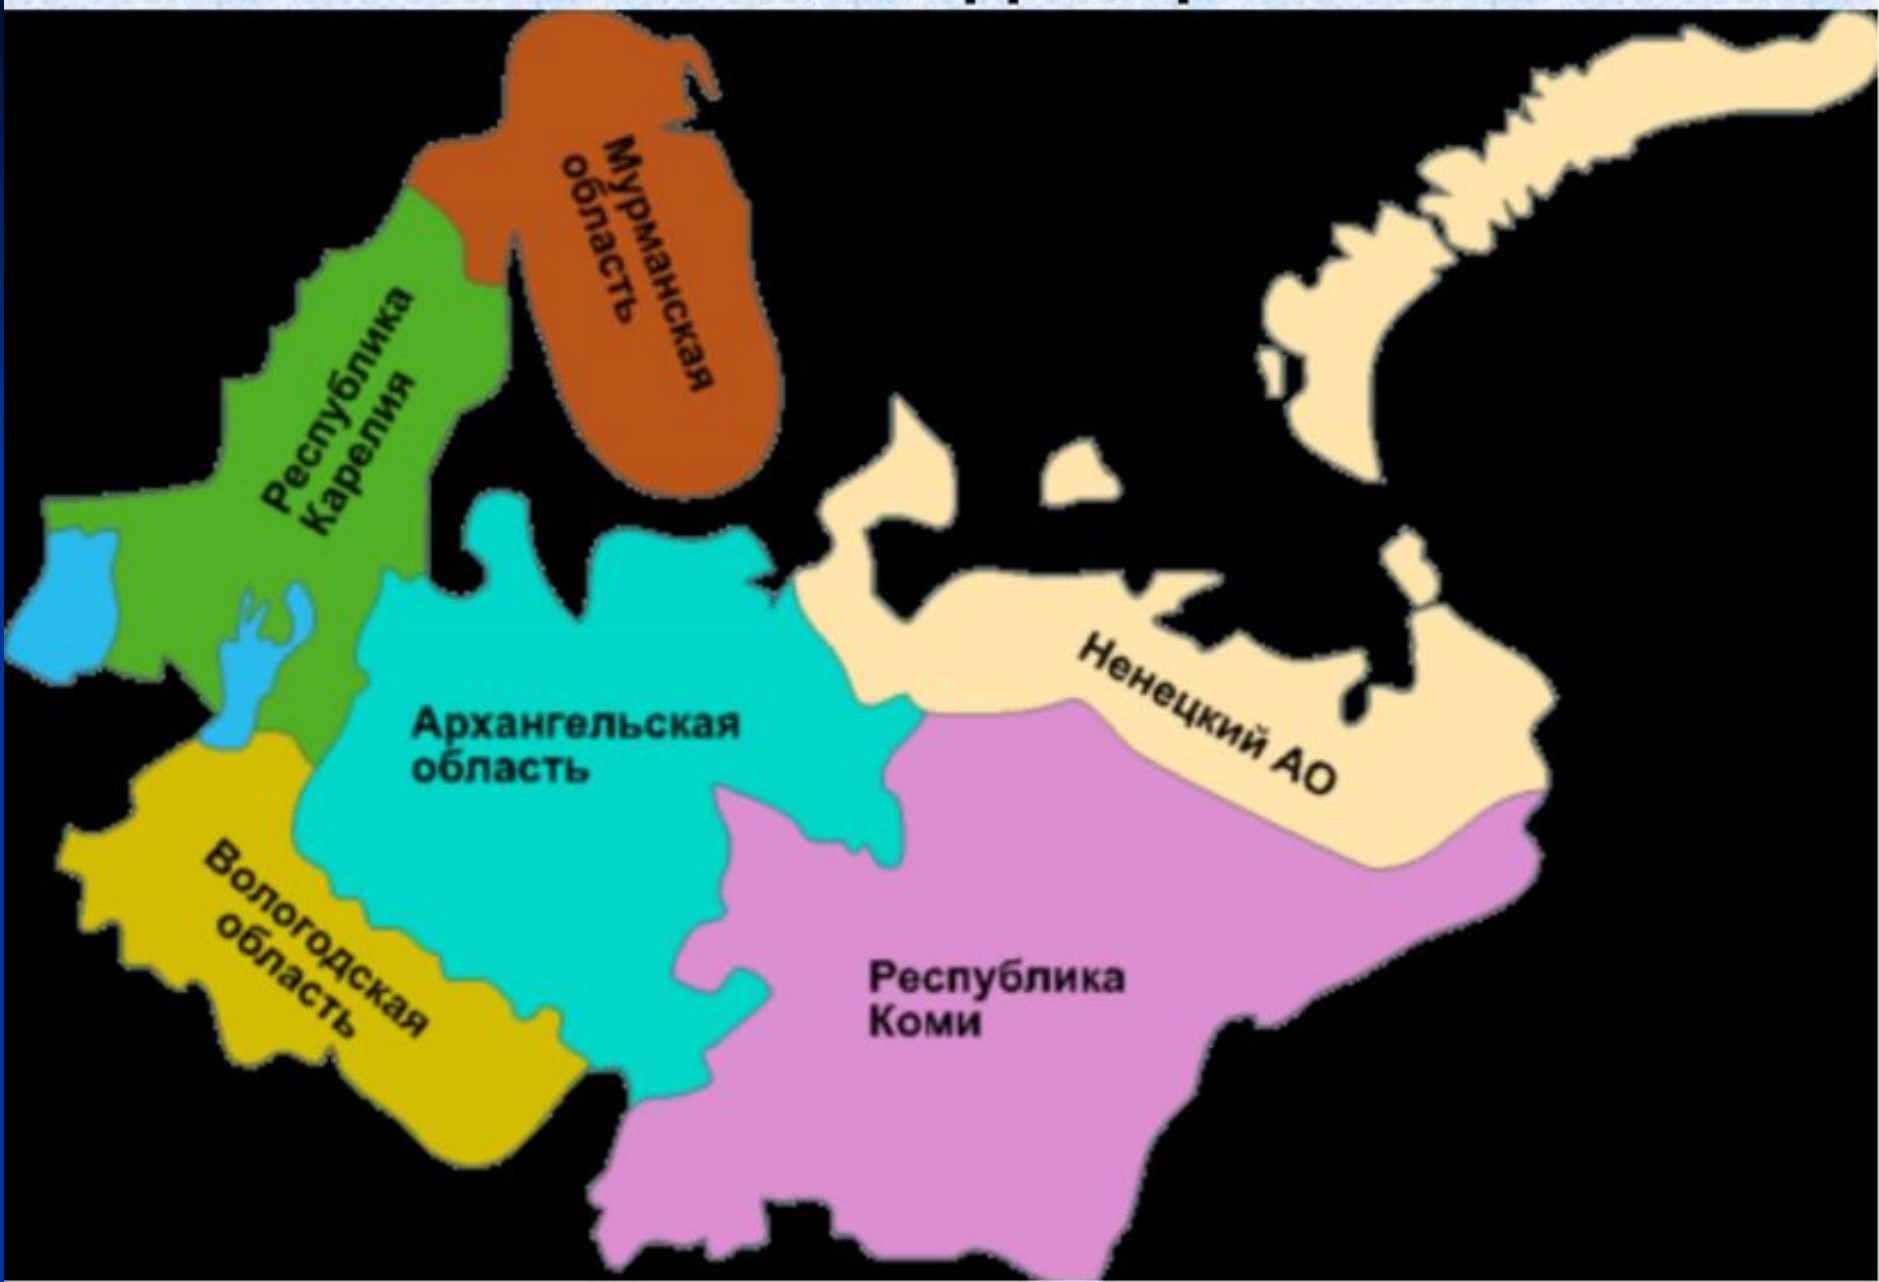 Мурманская
область
Республика
Карелия
Архангельская
область
Ненецкий АО
Вологодская
область
Республика
Коми